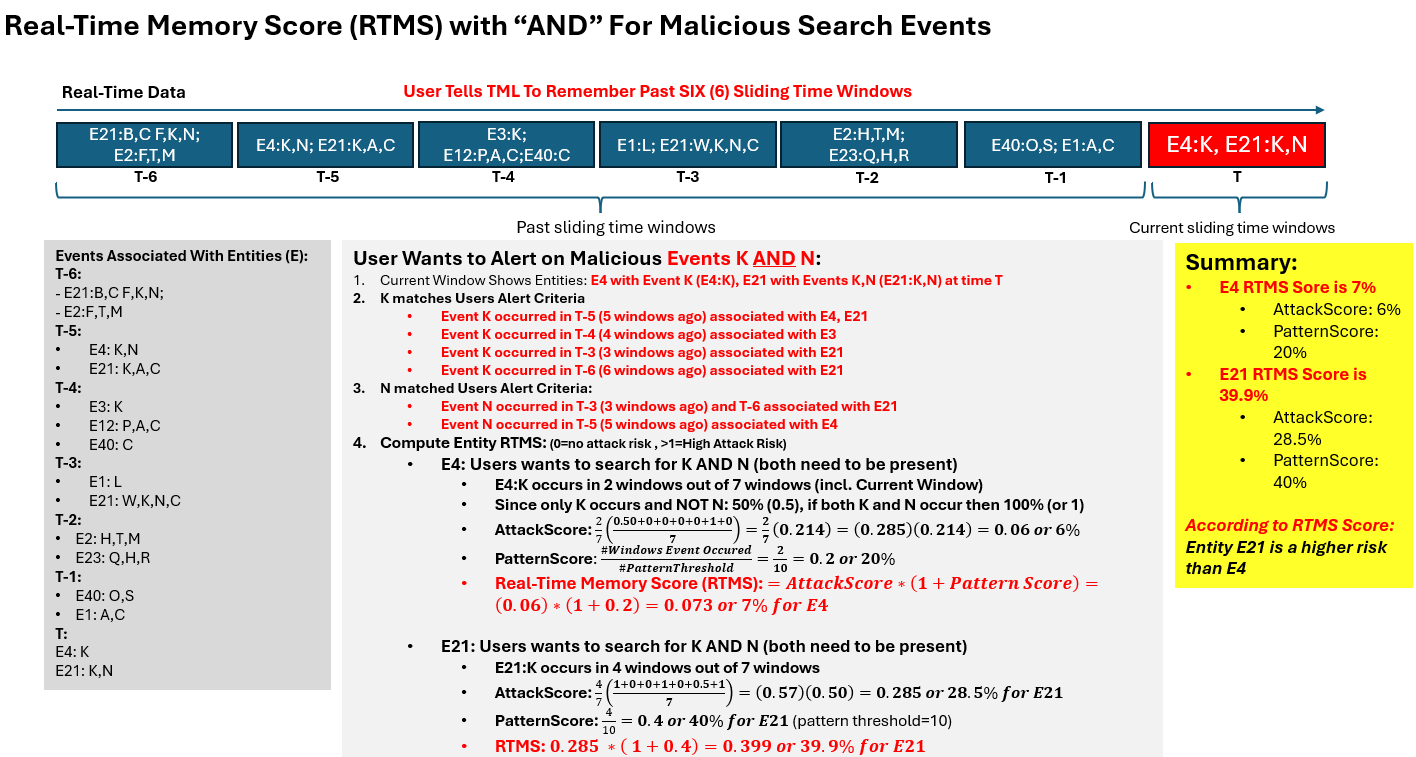 Real-Time Memory Score (RTMS) with “AND” For Malicious Search Events
Real-Time Data
User Tells TML To Remember Past SIX (6) Sliding Time Windows
E21:B,C F,K,N;
E2:F,T,M
E4:K,N; E21:K,A,C
E3:K;
E12:P,A,C;E40:C
E1:L; E21:W,K,N,C
E2:H,T,M;
E23:Q,H,R
E40:O,S; E1:A,C
E4:K, E21:K,N
T-6
T-5
T-4
T-3
T-2
T-1
T
Past sliding time windows
Current sliding time windows
Events Associated With Entities (E):
T-6:
- E21:B,C F,K,N;
- E2:F,T,M
T-5:
• E4: K,N
• E21: K,A,C
T-4:
• E3: K
• E12: P,A,C
• E40: C
T-3:
• E1: L
• E21: W,K,N,C
T-2:
• E2: H,T,M
• E23: Q,H,R
T-1:
• E40: O,S
• E1: A,C
T:
E4: K
E21: K,N
User Wants to Alert on Malicious Events K AND N:
1. Current Window Shows Entities: E4 with Event K (E4:K), E21 with Events K,N (E21:K,N) at time T
2. K matches Users Alert Criteria
• Event K occurred in T-5 (5 windows ago) associated with E4, E21
• Event K occurred in T-4 (4 windows ago) associated with E3
• Event K occurred in T-3 (3 windows ago) associated with E21
• Event K occurred in T-6 (6 windows ago) associated with E21
3. N matched Users Alert Criteria:
• Event N occurred in T-3 (3 windows ago) and T-6 associated with E21
• Event N occurred in T-5 (5 windows ago) associated with E4
4. Compute Entity RTMS: (0=no attack risk , >1=High Attack Risk)
• E4: Users wants to search for K AND N (both need to be present)
• E4:K occurs in 2 windows out of 7 windows (incl. Current Window)
• Since only K occurs and NOT N: 50% (0.5), if both K and N occur then 100% (or 1)
• AttackScore: 2/7 ((0.50+0+0+0+0+1+0)/7) = 2/7 (0.214) = (0.285)(0.214) = 0.06 or 6%
• PatternScore: #Windows Event Occured/#PatternThreshold = 2/10 = 0.2 or 20%
• Real-Time Memory Score (RTMS): = AttackScore * (1 + Pattern Score) =
(0.06) * (1 + 0.2) = 0.073 or 7% for E4
• E21: Users wants to search for K AND N (both need to be present)
• E21:K occurs in 4 windows out of 7 windows
• AttackScore: 4/7 ((1+0+0+1+0+0.5+1)/7) = (0.57)(0.50) = 0.285 or 28.5% for E21
• PatternScore: 4/10 = 0.4 or 40% for E21 (pattern threshold=10)
• RTMS: 0.285 * ( 1 + 0.4) = 0.399 or 39.9% for E21
Summary:
• E4 RTMS Sore is 7%
• AttackScore: 6%
• PatternScore:
20%
• E21 RTMS Score is
39.9%
• AttackScore:
28.5%
• PatternScore:
40%
According to RTMS Score:
Entity E21 is a higher risk
than E4